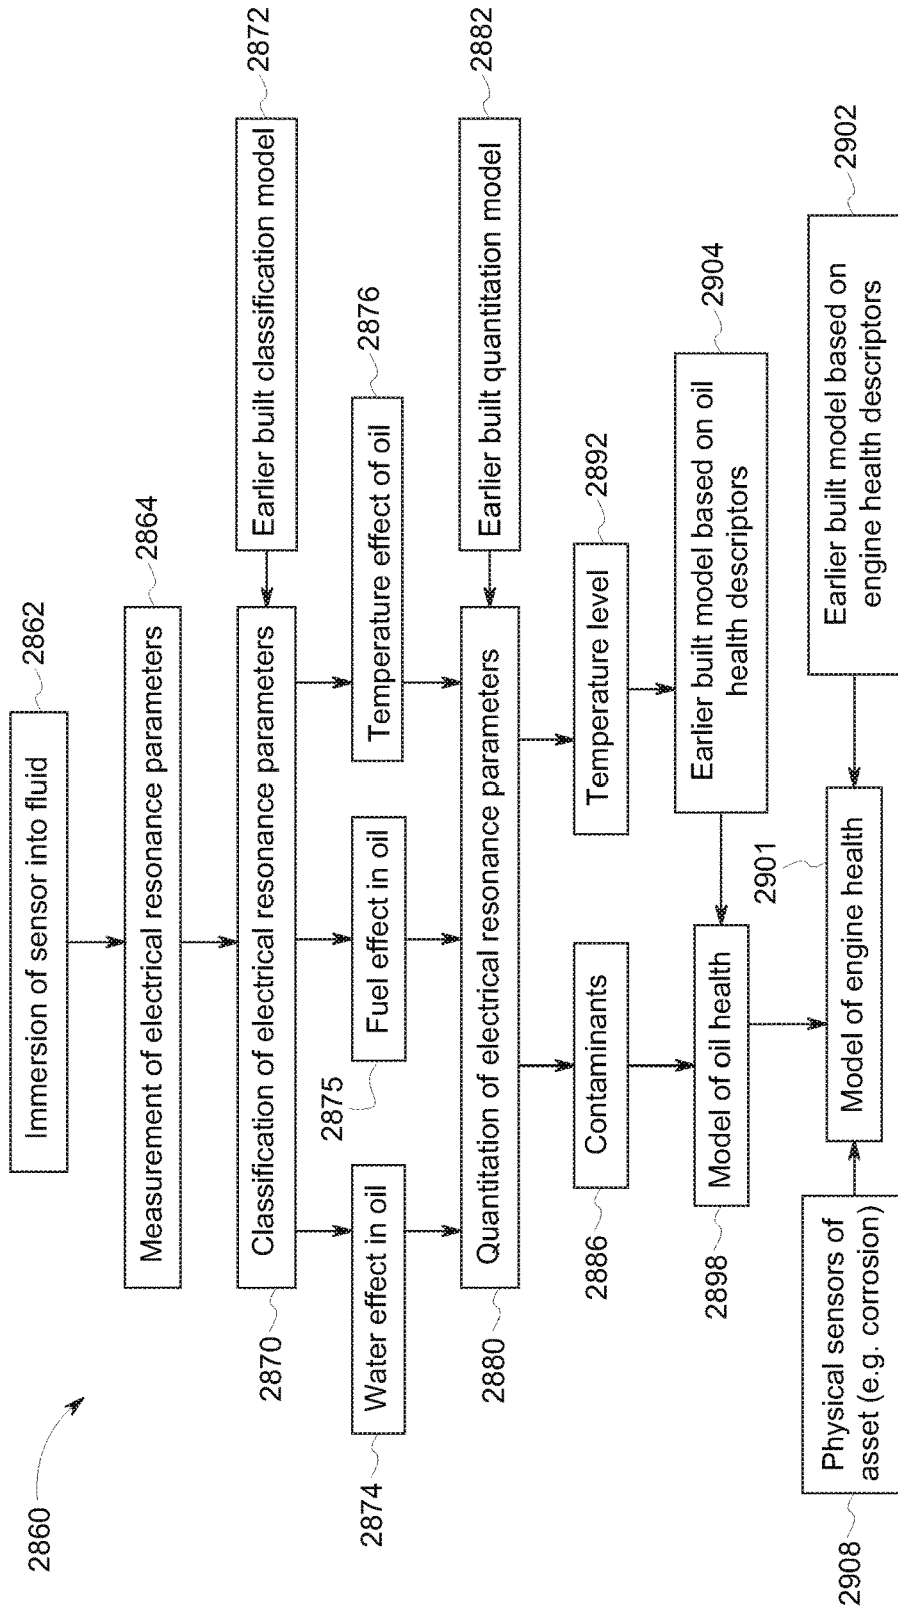 2860
Immersion of sensor into fluid
2862
Measurement of electrical resonance parameters
2864
Classification of electrical resonance parameters
2870
Earlier built classification model
2872
Water effect in oil
2874
Fuel effect in oil
2875
Temperature effect of oil
2876
Quantitation of electrical resonance parameters
2880
Earlier built quantitation model
2882
Contaminants
2886
Temperature level
2892
Model of oil health
2898
Earlier built model based on oil
health descriptors
2904
Physical sensors of
asset (e.g. corrosion)
2908
Model of engine health
2901
Earlier built model based on
engine health descriptors
2902